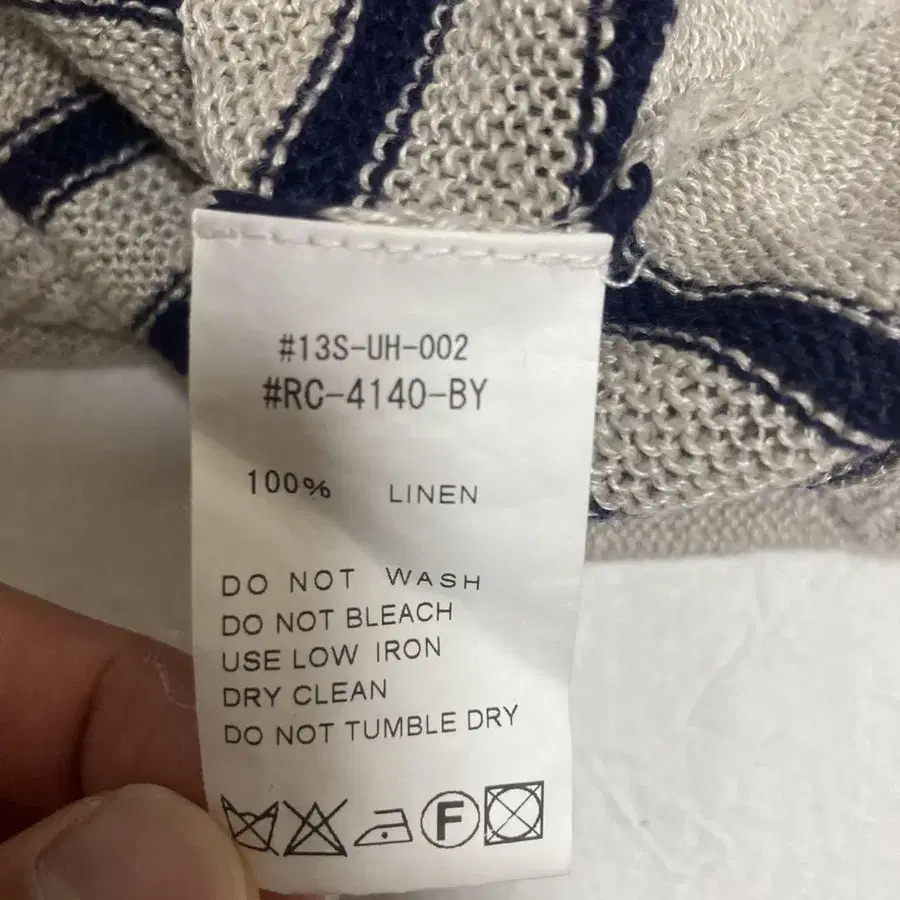 #13S-UH-002
#RC-4140-BY
100% LINEN
DO NOT WASH
DO NOT BLEACH
USE LOW IRON
DRY CLEAN
DO NOT TUMBLE DRY
F